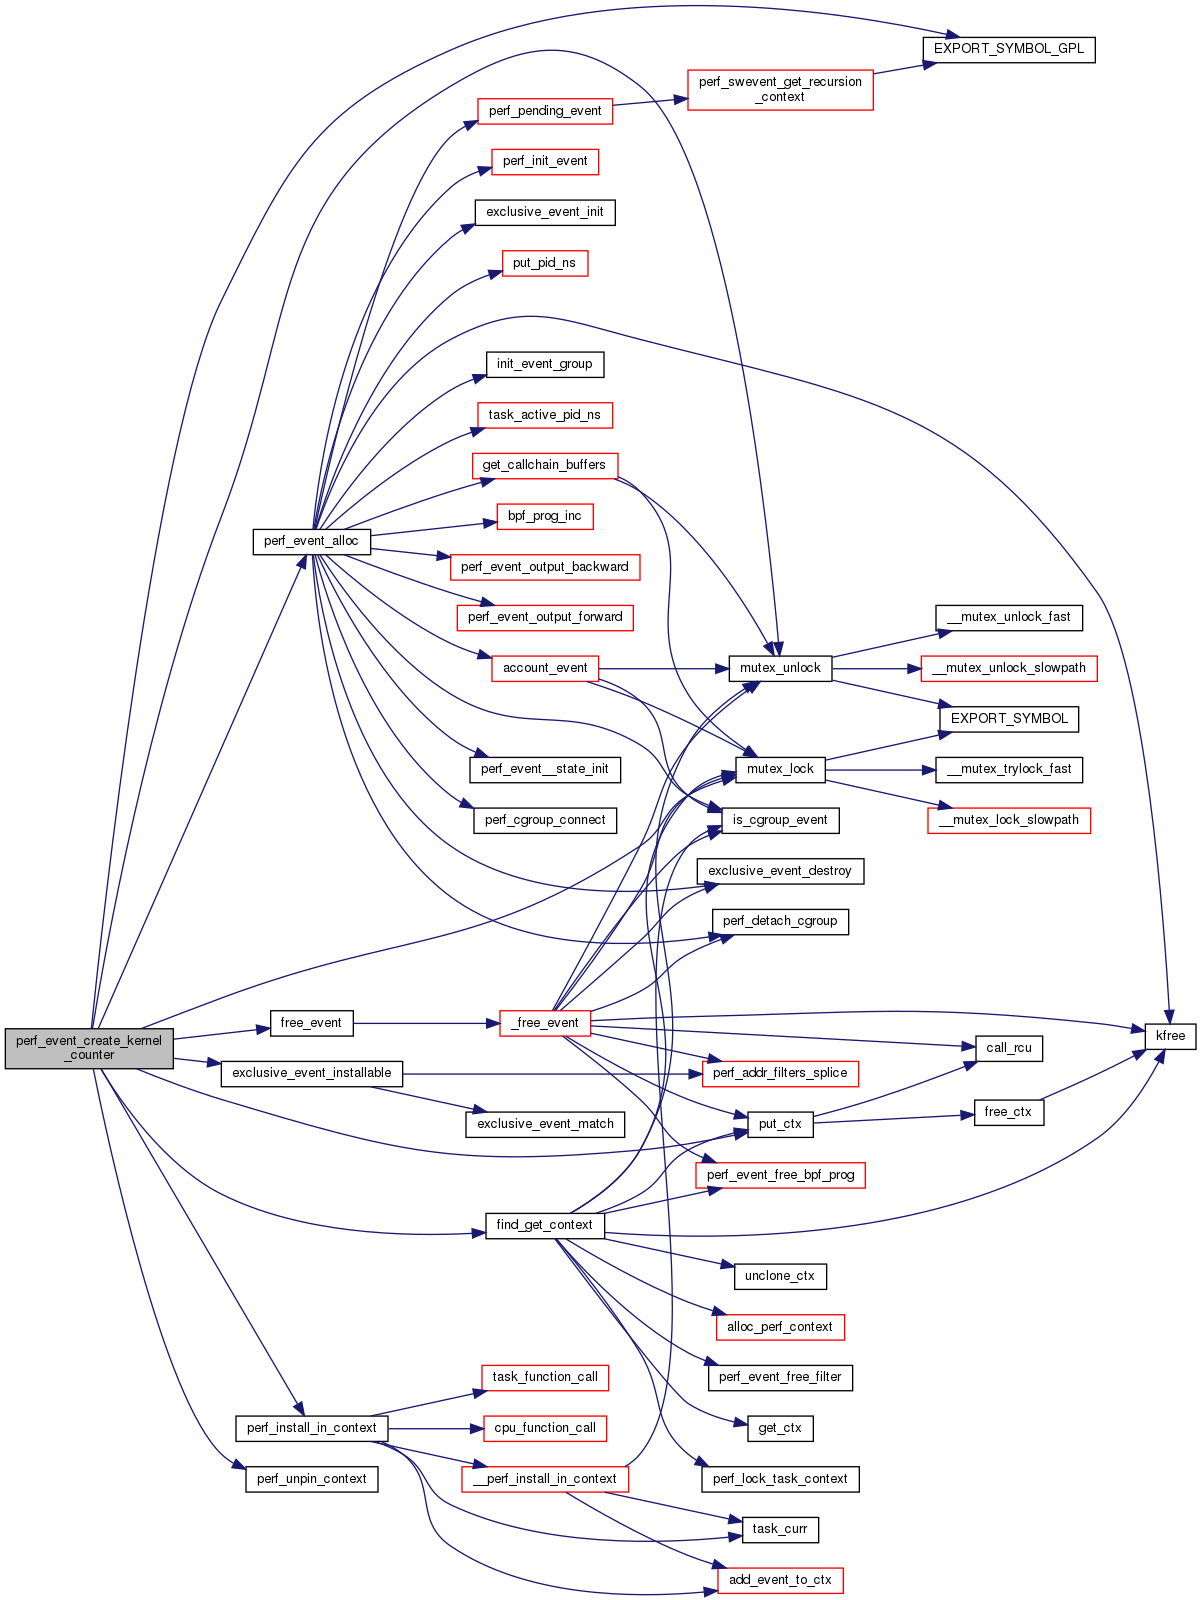 EXPORT_SYMBOL_GPL
perf_swevent_get_recursion
_context
perf_pending_event
perf_init_event
exclusive_event_init
put_pid_ns
init_event_group
task_active_pid_ns
get_callchain_buffers
bpf_prog_inc
perf_event_alloc
perf_event_output_backward
perf_event_output_forward
__mutex_unlock_fast
account_event
mutex_unlock
__mutex_unlock_slowpath
EXPORT_SYMBOL
perf_event__state_init
mutex_lock
__mutex_trylock_fast
perf_cgroup_connect
is_cgroup_event
__mutex_lock_slowpath
exclusive_event_destroy
perf_detach_cgroup
free_event
_free_event
kfree
perf_event_create_kernel
_counter
call_rcu
exclusive_event_installable
perf_addr_filters_splice
free_ctx
exclusive_event_match
put_ctx
perf_event_free_bpf_prog
find_get_context
unclone_ctx
alloc_perf_context
task_function_call
perf_event_free_filter
perf_install_in_context
cpu_function_call
get_ctx
perf_unpin_context
__perf_install_in_context
perf_lock_task_context
task_curr
add_event_to_ctx